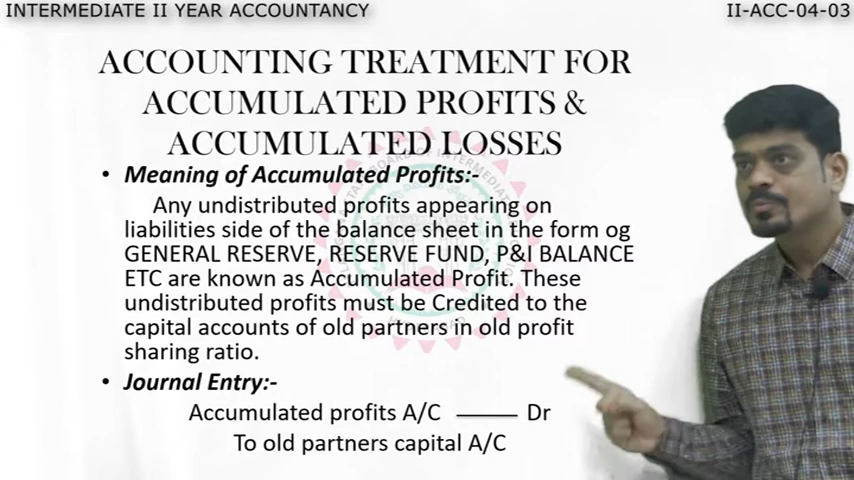 INTERMEDIATE II YEAR ACCOUNTANCY
II-ACC-04-03
ACCOUNTING TREATMENT FOR
ACCUMULATED PROFITS &
ACCUMULATED LOSSES
• Meaning of Accumulated Profits:-
Any undistributed profits appearing on
liabilities side of the balance sheet in the form og
GENERAL RESERVE, RESERVE FUND, P&I BALANCE
ETC are known as Accumulated Profit. These
undistributed profits must be Credited to the
capital accounts of old partners in old profit
sharing ratio.
• Journal Entry:-
Accumulated profits A/C ——— Dr
To old partners capital A/C